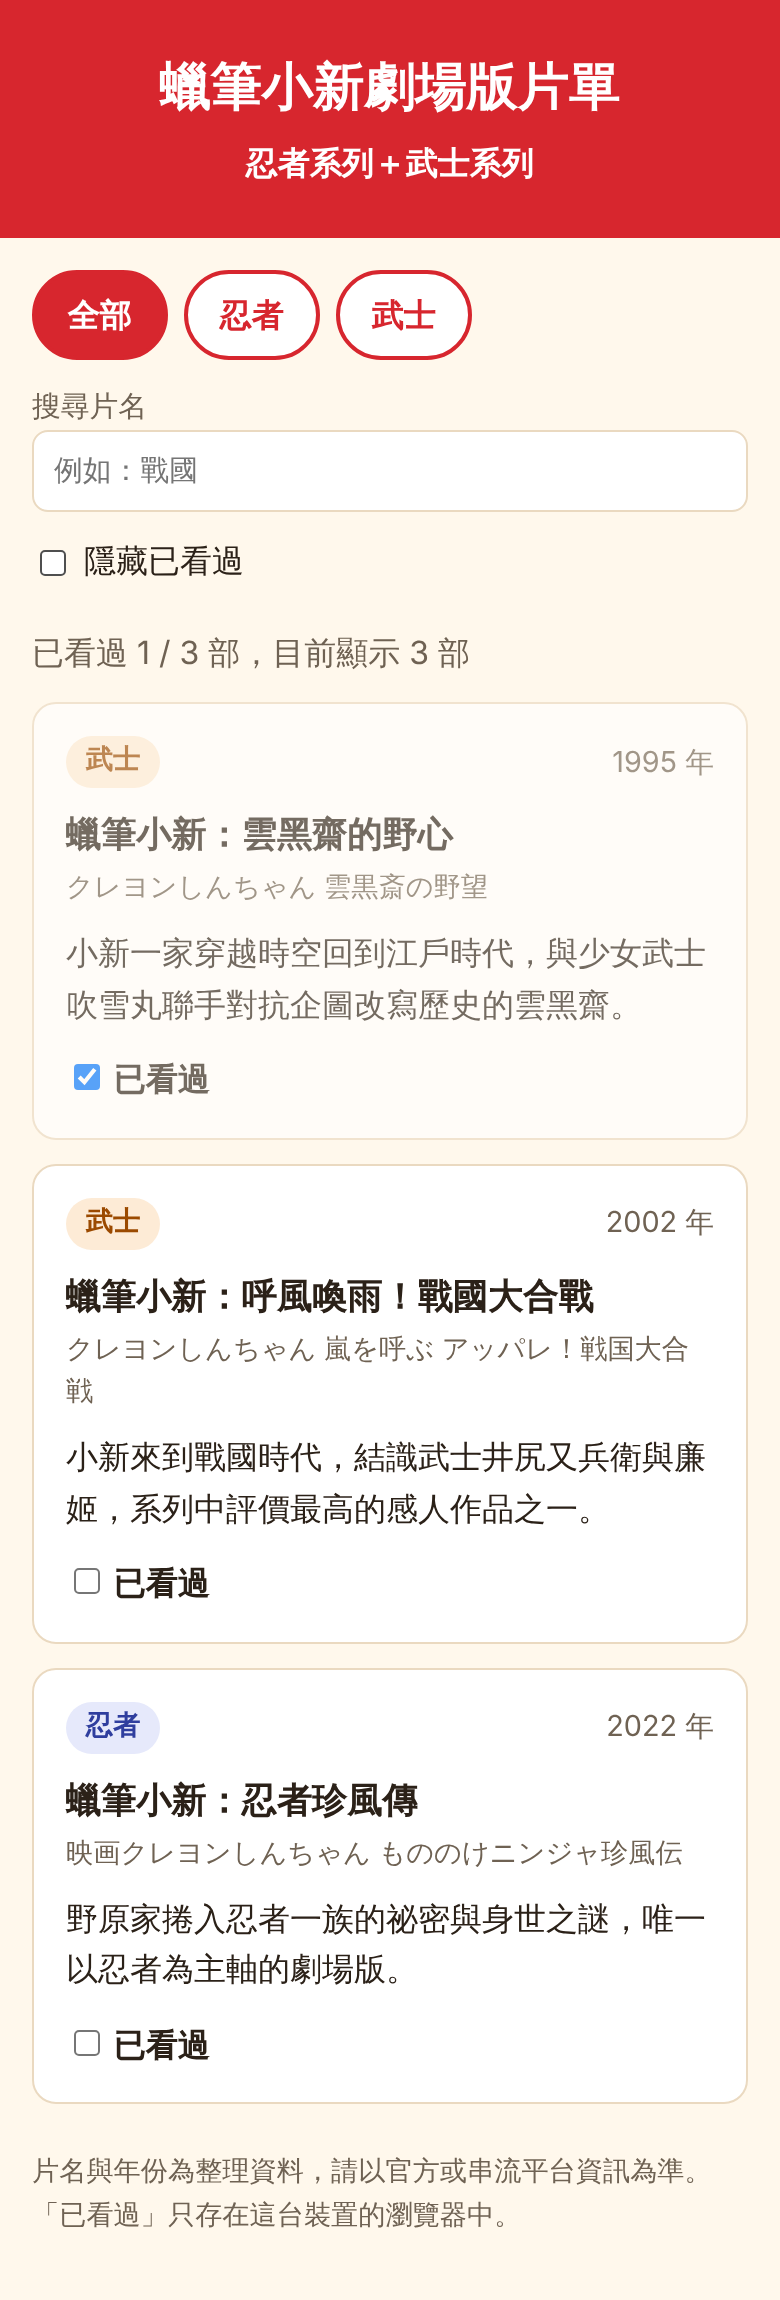 蠟筆小新劇場版片單
忍者系列＋武士系列
全部
忍者
武士
搜尋片名
例如：戰國
隱藏已看過
已看過 1 / 3 部，目前顯示 3 部
武士
1995 年
蠟筆小新：雲黑齋的野心
クレヨンしんちゃん 雲黒斎の野望
小新一家穿越時空回到江戶時代，與少女武士
吹雪丸聯手對抗企圖改寫歷史的雲黑齋。
已看過
武士
2002 年
蠟筆小新：呼風喚雨！戰國大合戰
クレヨンしんちゃん 嵐を呼ぶ アッパレ！戦国大合
戦
小新來到戰國時代，結識武士井尻又兵衛與廉
姬，系列中評價最高的感人作品之一。
已看過
忍者
2022 年
蠟筆小新：忍者珍風傳
映画クレヨンしんちゃん もののけニンジャ珍風伝
野原家捲入忍者一族的祕密與身世之謎，唯一
以忍者為主軸的劇場版。
已看過
片名與年份為整理資料，請以官方或串流平台資訊為準。
「已看過」只存在這台裝置的瀏覽器中。